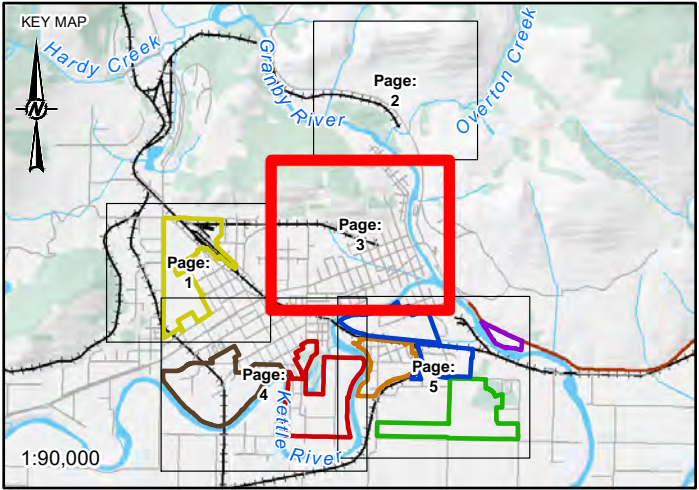 KEY MAP
Hardy Creek
Granby River
Overton Creek
N
Page:
2
Page:
3
Page:
1
Page:
4
Page:
5
Kettle River
1:90,000